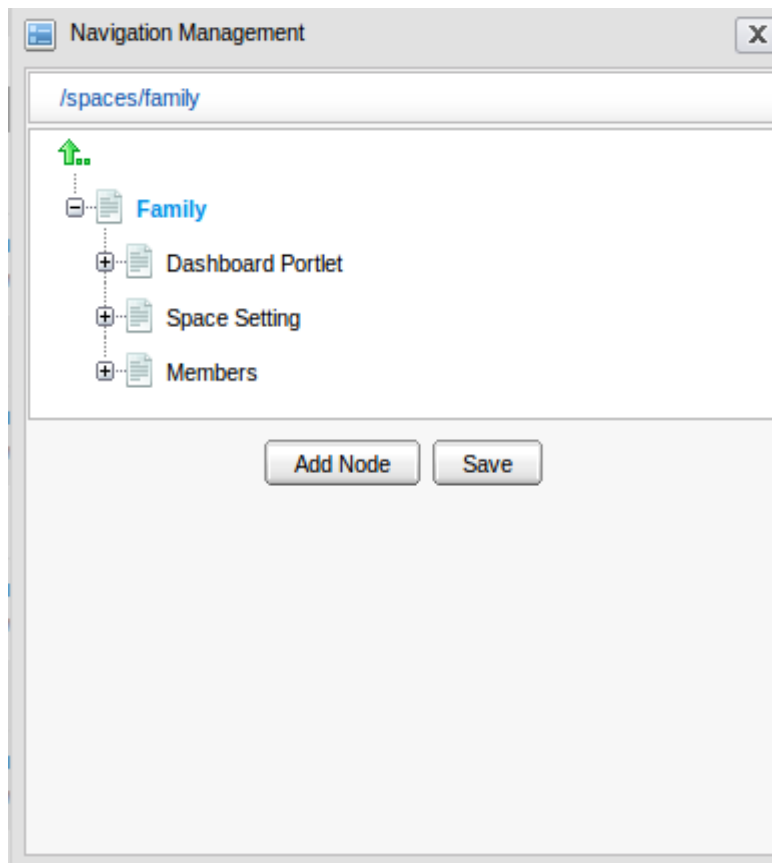 Navigation Management
X
/spaces/family
Family
Dashboard Portlet
Space Setting
Members
Add Node Save